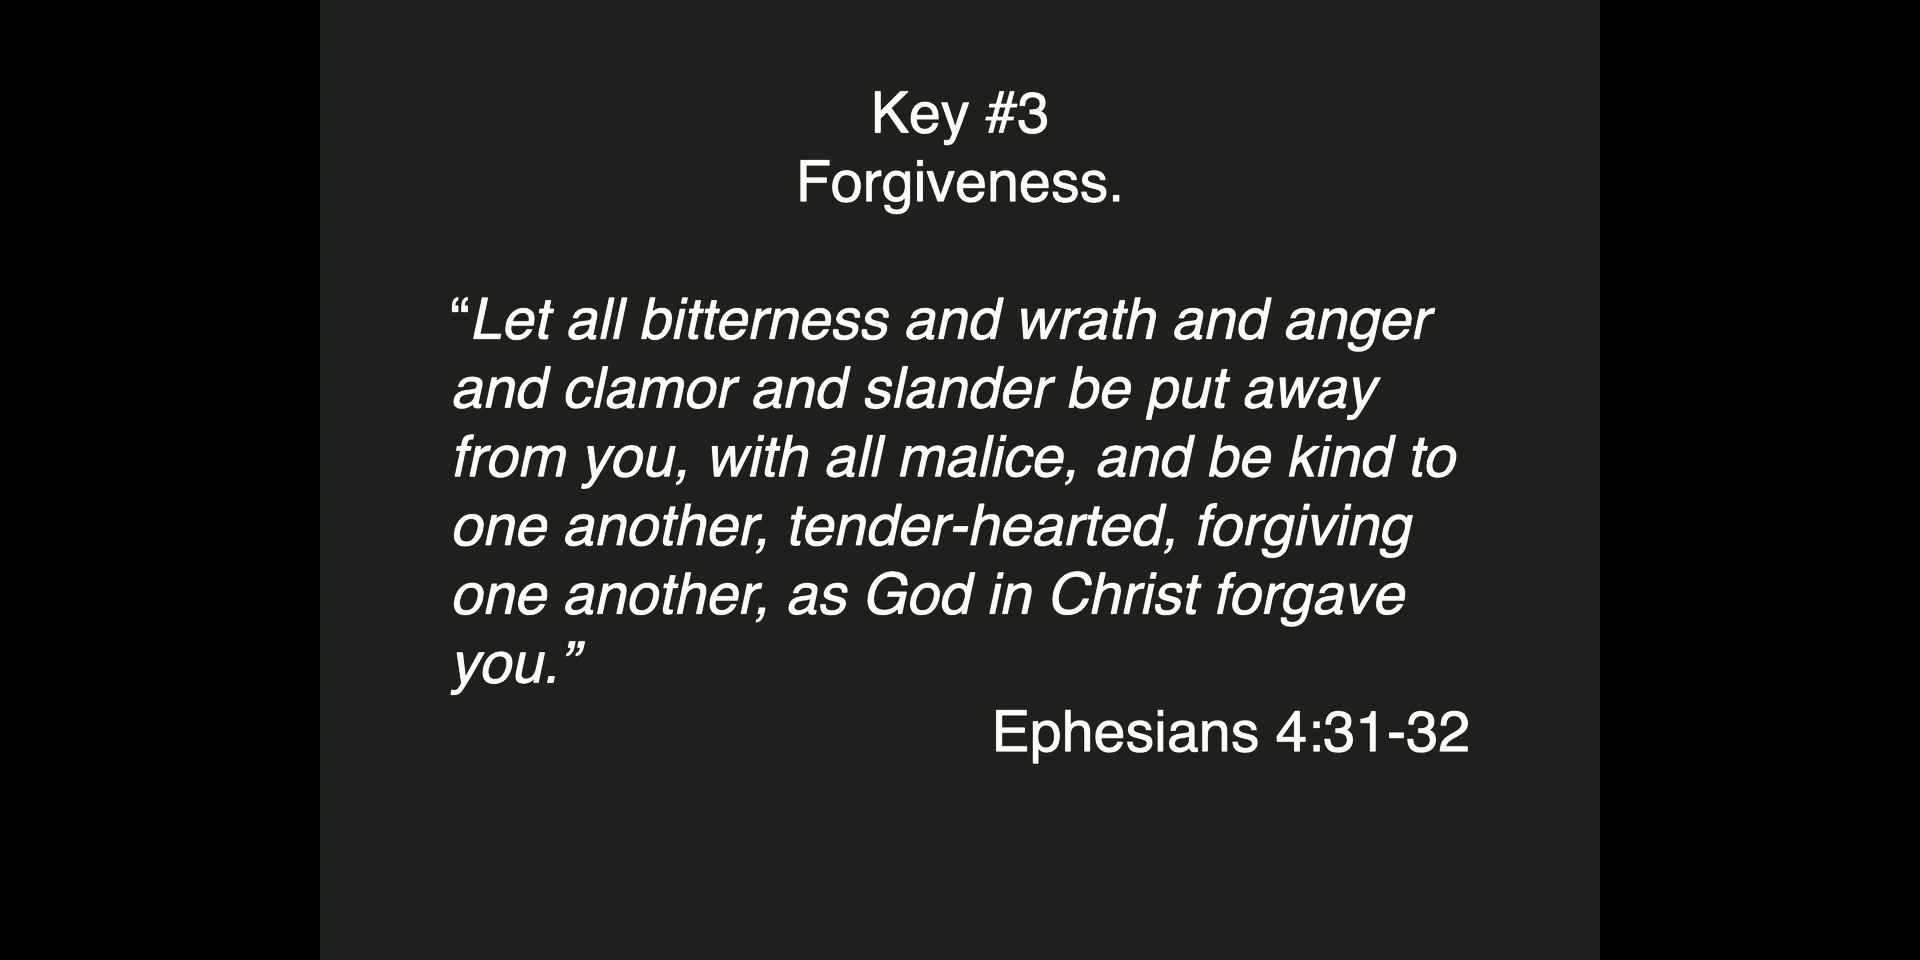 Key #3
Forgiveness.
“Let all bitterness and wrath and anger
and clamor and slander be put away
from you, with all malice, and be kind to
one another, tender-hearted, forgiving
one another, as God in Christ forgave
you.”
Ephesians 4:31-32